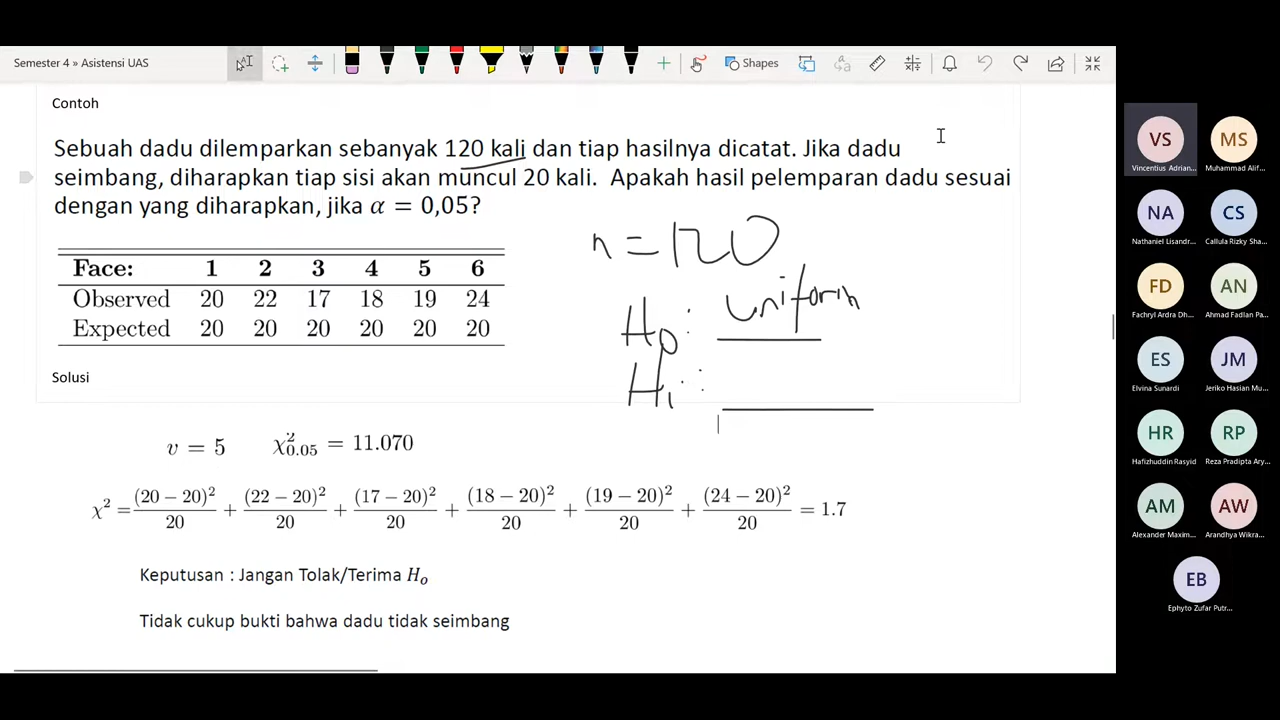 Semester 4 » Asistensi UAS
Shapes
Contoh
Sebuah dadu dilemparkan sebanyak 120 kali dan tiap hasilnya dicatat. Jika dadu
seimbang, diharapkan tiap sisi akan muncul 20 kali. Apakah hasil pelemparan dadu sesuai
dengan yang diharapkan, jika α = 0,05?
n = 120
Face: 1 2 3 4 5 6
Observed 20 22 17 18 19 24
Expected 20 20 20 20 20 20
H₀ : uniform
H₁ :
Solusi
v = 5 χ²₀.₀₅ = 11.070
χ² = (20 − 20)²/20 + (22 − 20)²/20 + (17 − 20)²/20 + (18 − 20)²/20 + (19 − 20)²/20 + (24 − 20)²/20 = 1.7
Keputusan : Jangan Tolak/Terima Hₒ
Tidak cukup bukti bahwa dadu tidak seimbang
VS MS
Vincentius Adrian... Muhammad Alif...
NA CS
Nathaniel Lisandr... Callula Rizky Sha...
FD AN
Fachryl Ardra Dh... Ahmad Fadlan Pa...
ES JM
Elvina Sunardi Jeriko Hasian Mu...
HR RP
Hafizhuddin Rasyid Reza Pradipta Ary...
AM AW
Alexander Maxim... Arandhya Wikra...
EB
Ephyto Zufar Putr...